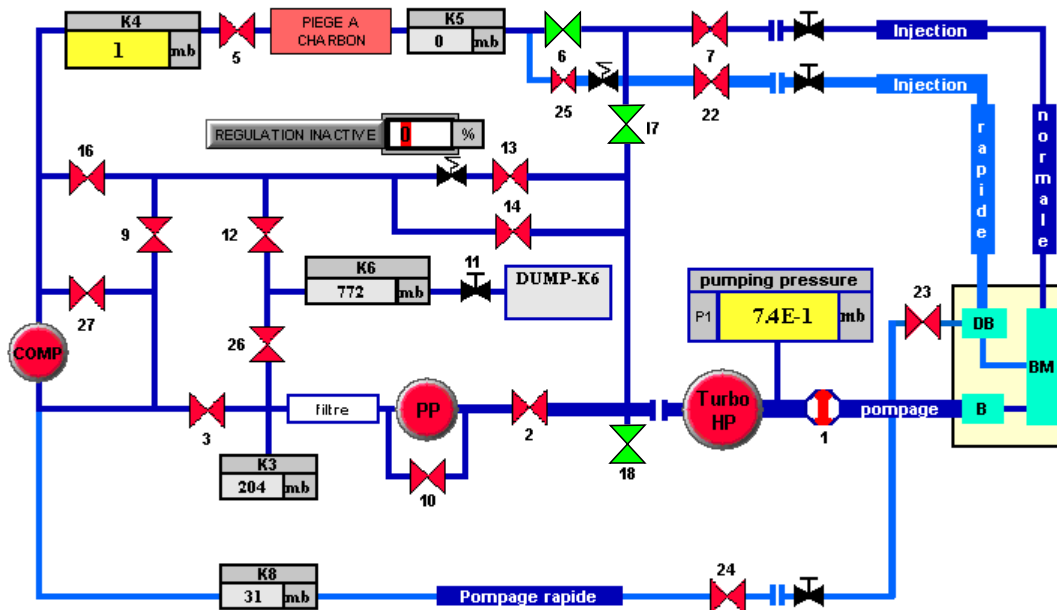 K4
1
mb
5
PIEGE A
CHARBON
K5
0
mb
6
7
Injection
25
22
Injection
REGULATION INACTIVE
0
%
I7
rapide
normale
16
13
9
12
14
K6
772
mb
11
DUMP-K6
pumping pressure
P1
7.4E-1
mb
23
27
26
COMP
DB
BM
3
filtre
PP
2
Turbo
HP
1
pompage
B
K3
204
mb
10
18
K8
31
mb
Pompage rapide
24